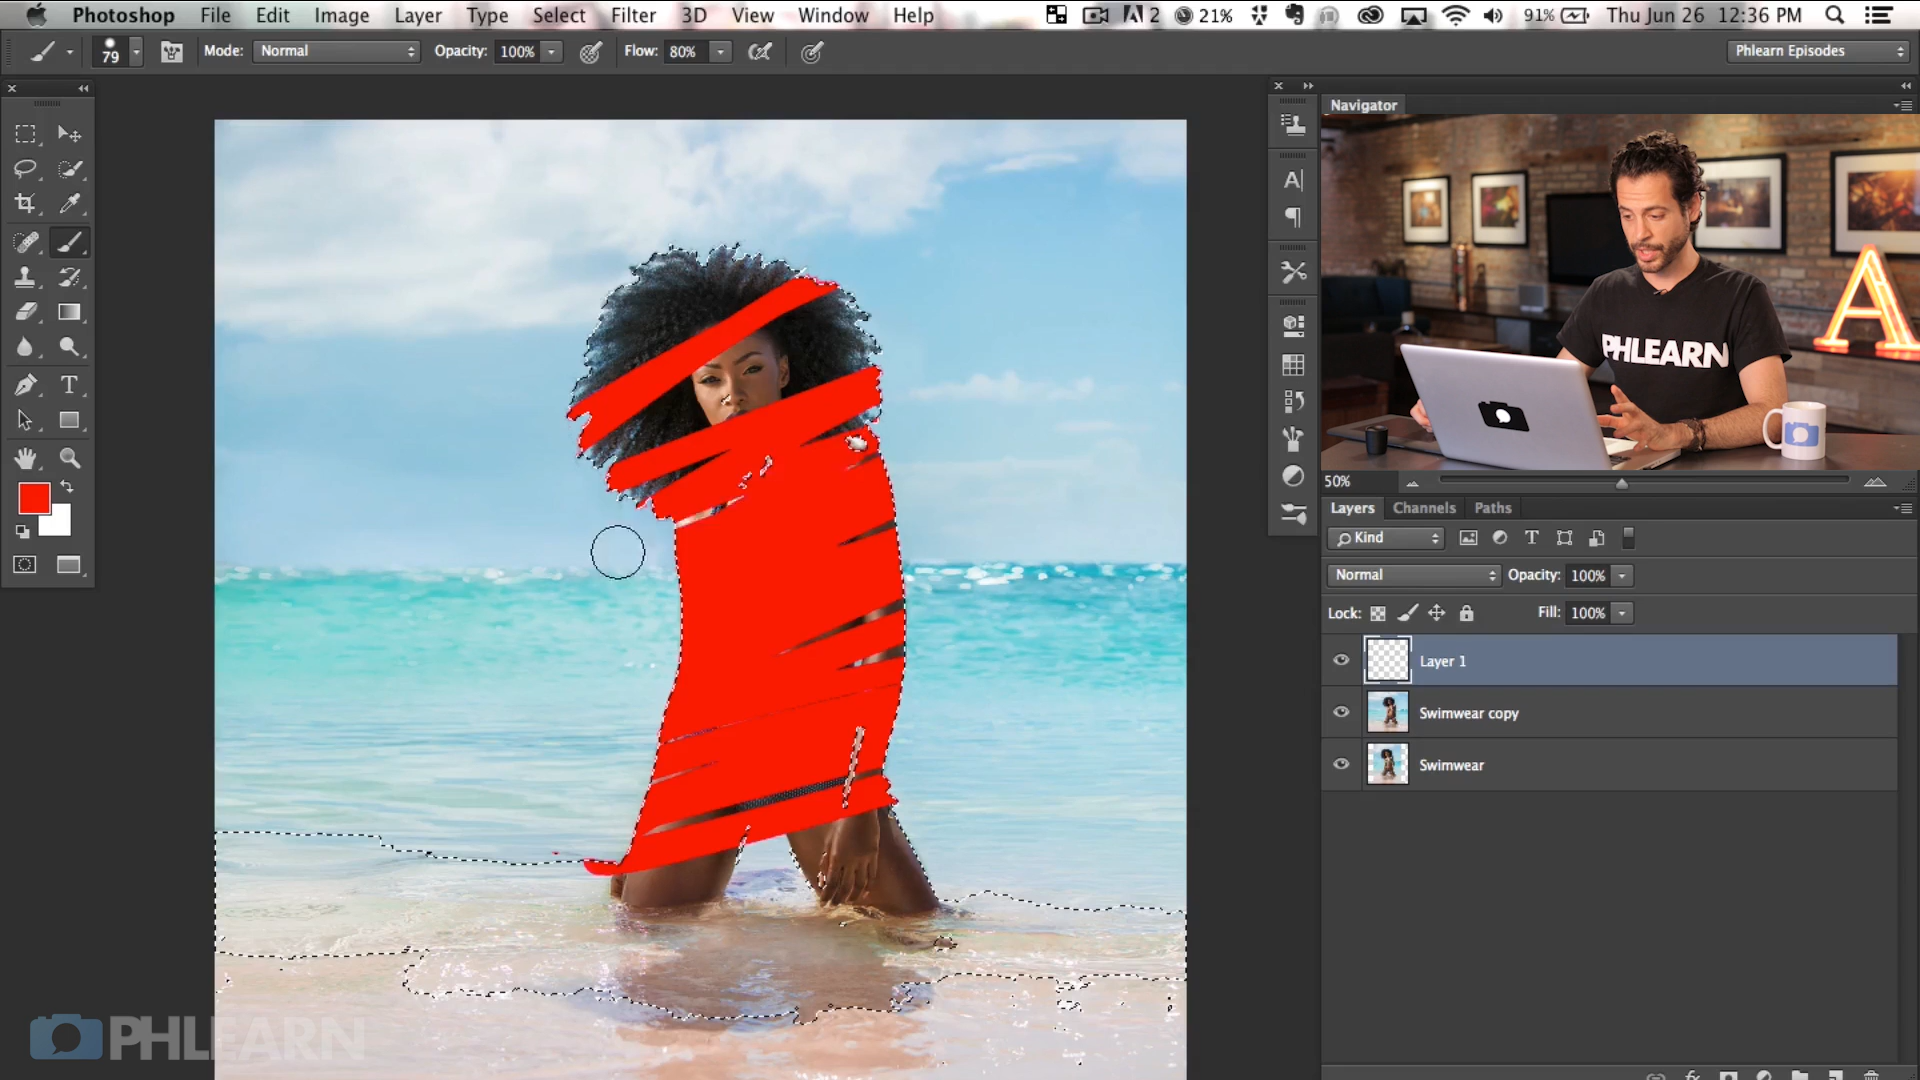 Photoshop File Edit Image Layer Type Select Filter 3D View Window Help 2 21% 91% Thu Jun 26 12:36 PM
79 Mode: Normal Opacity: 100% Flow: 80% Phlearn Episodes
Navigator
PHLEARN
A
50%
Layers Channels Paths
Kind
Normal Opacity: 100%
Lock: Fill: 100%
Layer 1
Swimwear copy
Swimwear
PHLEARN